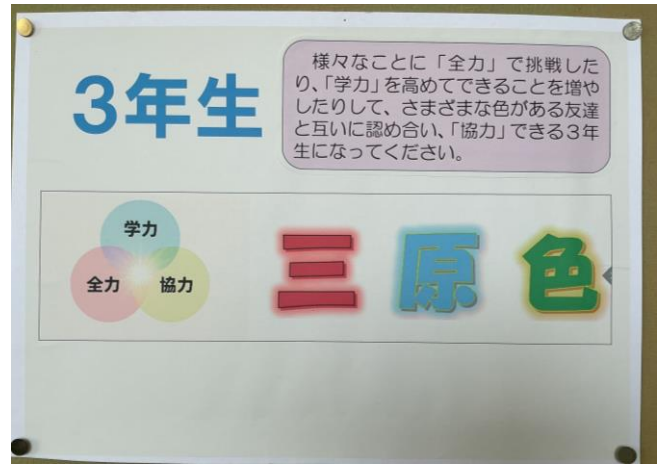 3年生
様々なことに「全力」で挑戦した
り、「学力」を高めてできることを増や
したりして、さまざまな色がある友達
と互いに認め合い、「協力」できる3年
生になってください。
学力
全力
協力
三原色